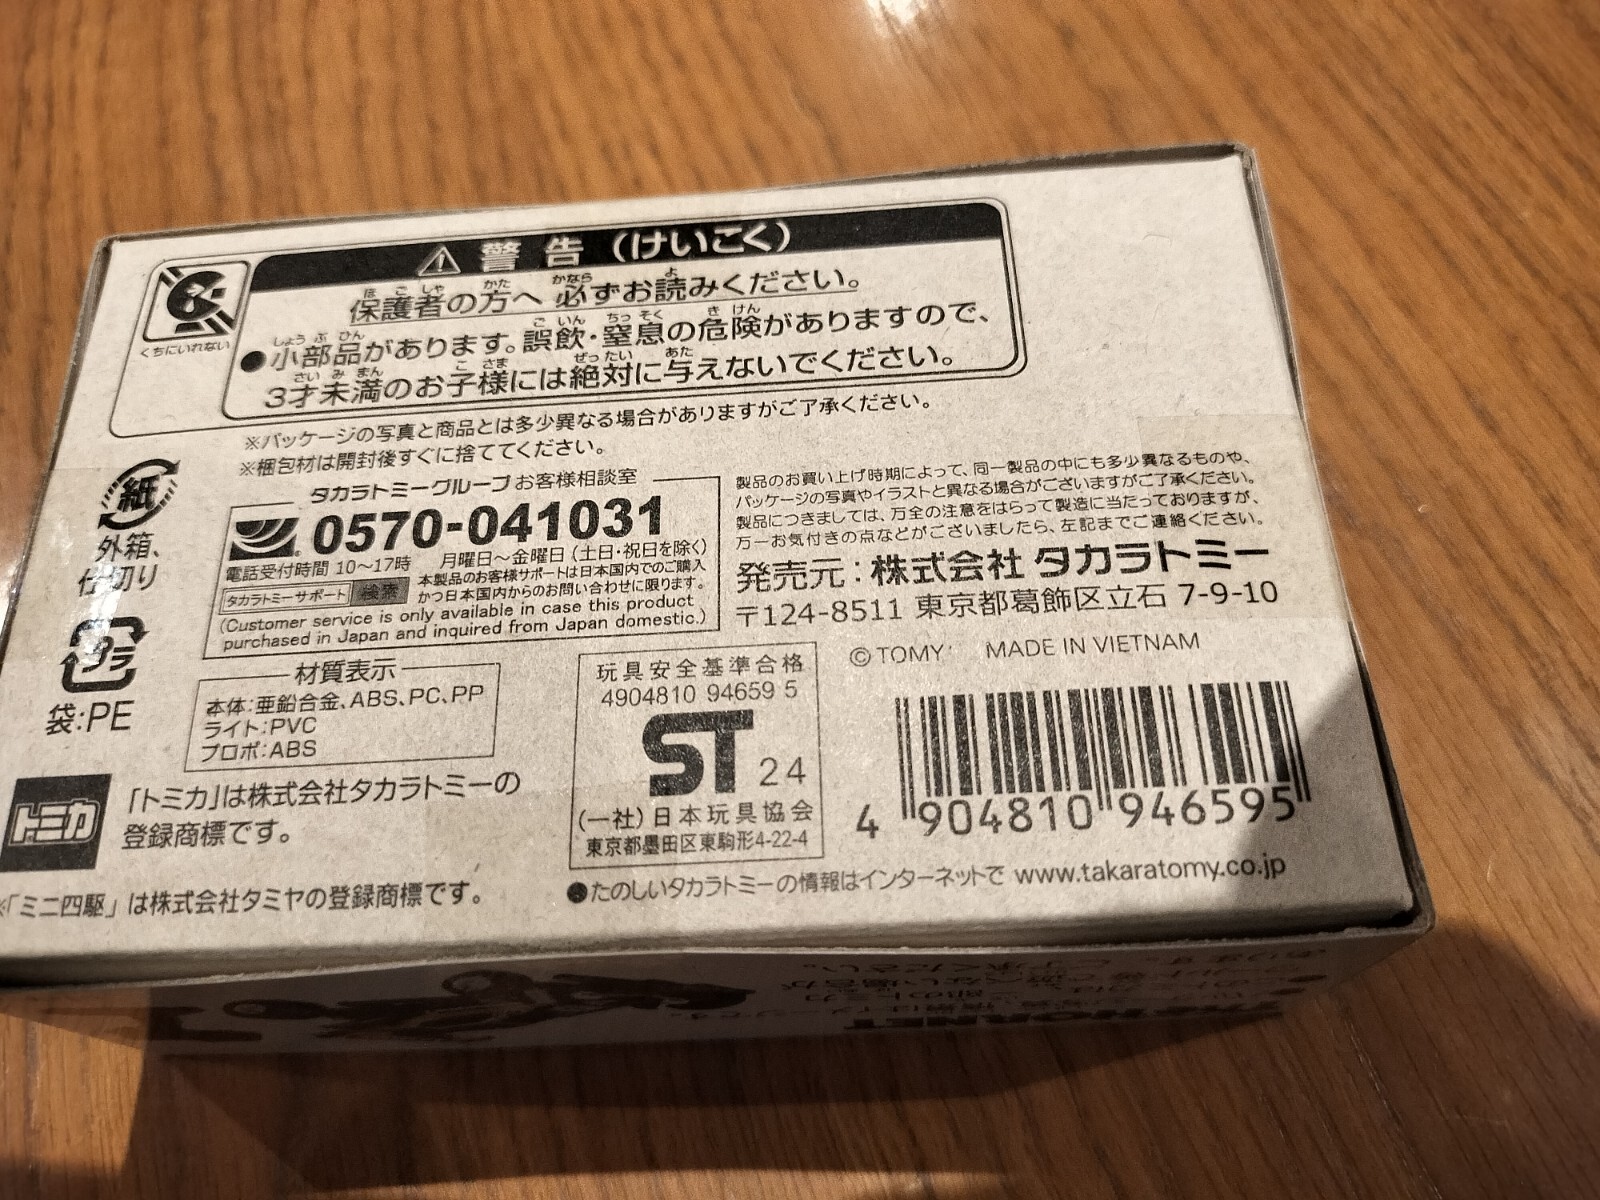 警告（けいこく）
保護者の方へ 必ずお読みください。
●小部品があります。誤飲・窒息の危険がありますので、
3才未満のお子様には絶対に与えないでください。
くちにいれない
※パッケージの写真と商品とは多少異なる場合がありますがご了承ください。
※梱包材は開封後すぐに捨ててください。
紙
外箱、
仕切り
プラ
袋:PE
タカラトミーグループ お客様相談室
0570-041031
電話受付時間 10～17時 月曜日～金曜日（土日・祝日を除く）
タカラトミーサポート 検索
本製品のお客様サポートは日本国内でのご購入
かつ日本国内からのお問い合わせに限ります。
(Customer service is only available in case this product
purchased in Japan and inquired from Japan domestic.)
製品のお買い上げ時期によって、同一製品の中にも多少異なるものや、
パッケージの写真やイラストと異なる場合がございますがご了承ください。
製品につきましては、万全の注意をはらって製造に当たっておりますが、
万一お気付きの点などがございましたら、左記までご連絡ください。
発売元：株式会社 タカラトミー
〒124-8511 東京都葛飾区立石 7-9-10
© TOMY MADE IN VIETNAM
材質表示
本体:亜鉛合金、ABS、PC、PP
ライト:PVC
プロポ:ABS
玩具安全基準合格
4904810 94659 5
ST 24
(一社)日本玩具協会
東京都墨田区東駒形4-22-4
4 904810 946595
トミカ
「トミカ」は株式会社タカラトミーの
登録商標です。
※「ミニ四駆」は株式会社タミヤの登録商標です。
●たのしいタカラトミーの情報はインターネットで www.takaratomy.co.jp
THE HORNET